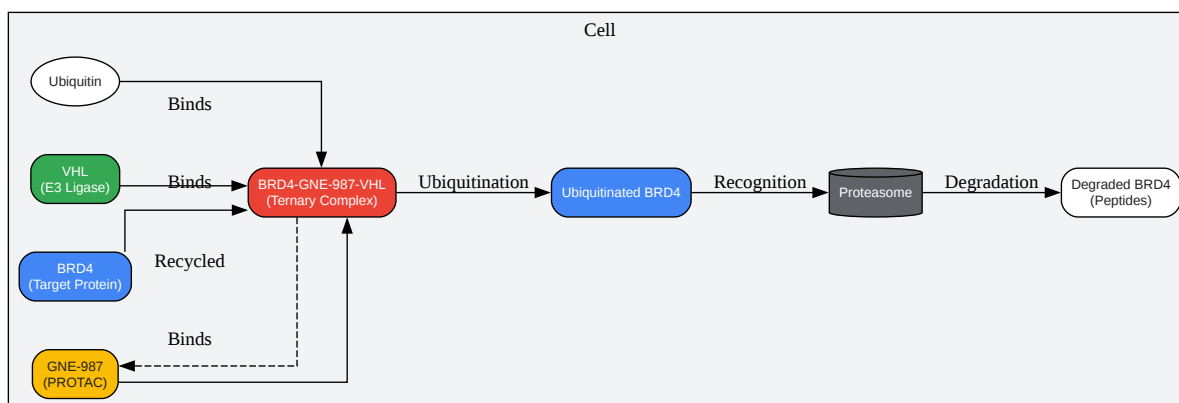 Cell
Ubiquitin
Binds
VHL
(E3 Ligase)
Binds
BRD4-GNE-987-VHL
(Ternary Complex)
Ubiquitination
Ubiquitinated BRD4
Recognition
Proteasome
Degradation
Degraded BRD4
(Peptides)
BRD4
(Target Protein)
Recycled
Binds
GNE-987
(PROTAC)